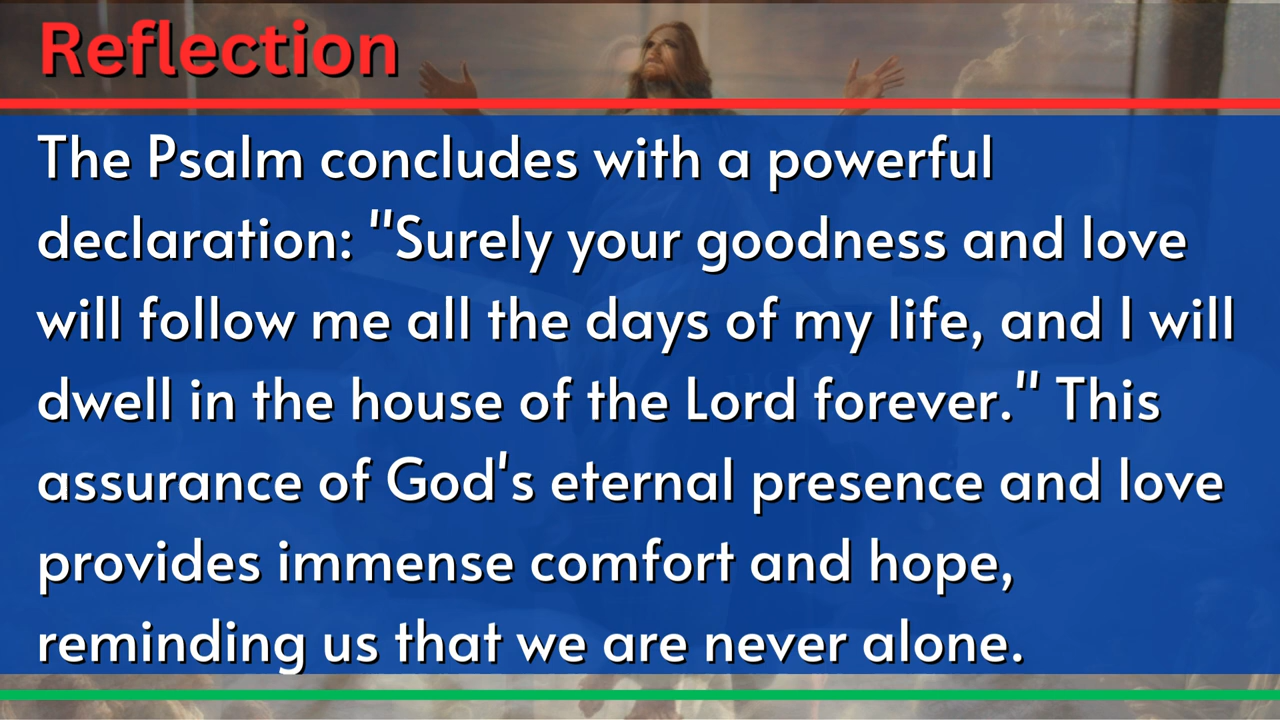 Reflection
The Psalm concludes with a powerful
declaration: "Surely your goodness and love
will follow me all the days of my life, and I will
dwell in the house of the Lord forever." This
assurance of God's eternal presence and love
provides immense comfort and hope,
reminding us that we are never alone.